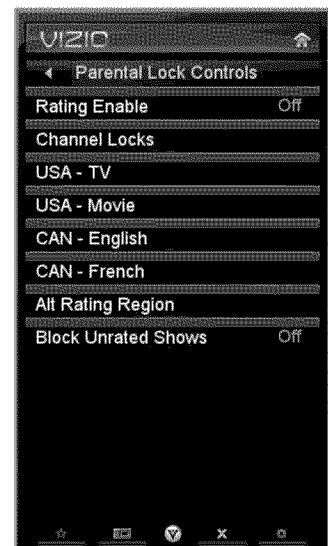 VIZIO
Parental Lock Controls
Rating Enable Off
Channel Locks
USA - TV
USA - Movie
CAN - English
CAN - French
Alt Rating Region
Block Unrated Shows Off